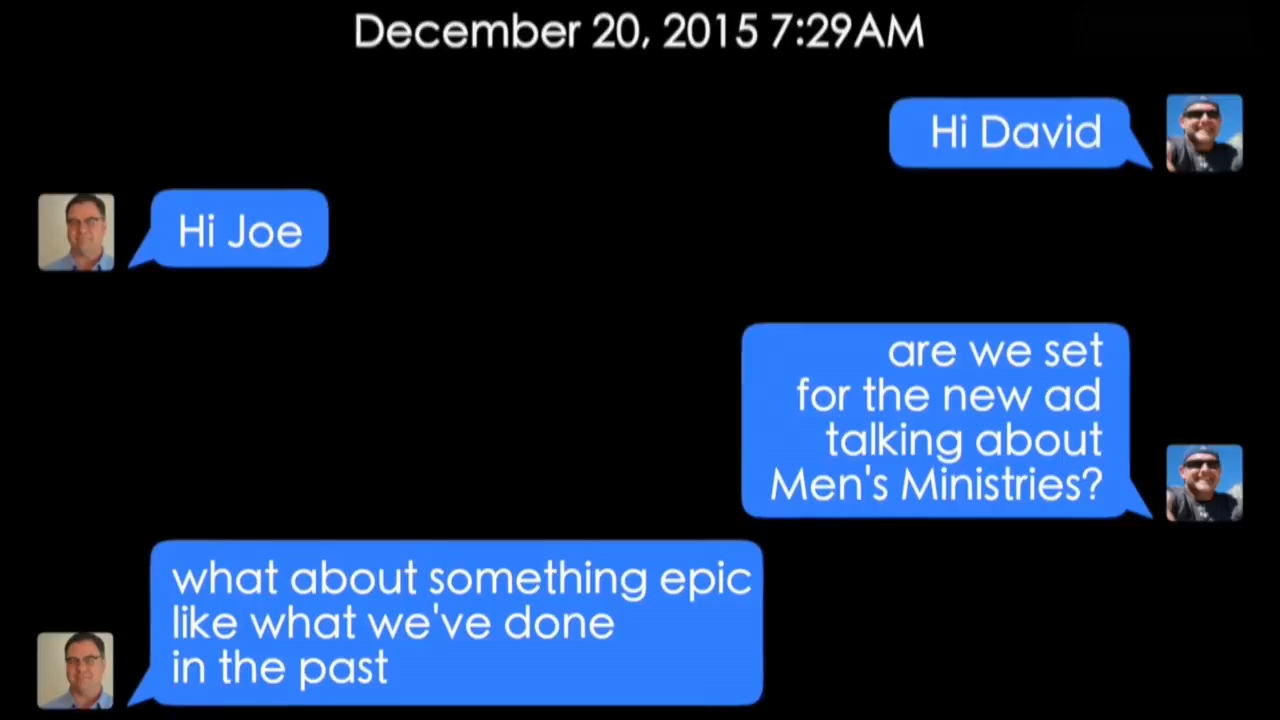 December 20, 2015 7:29AM
Hi David
Hi Joe
are we set
for the new ad
talking about
Men's Ministries?
what about something epic
like what we've done
in the past